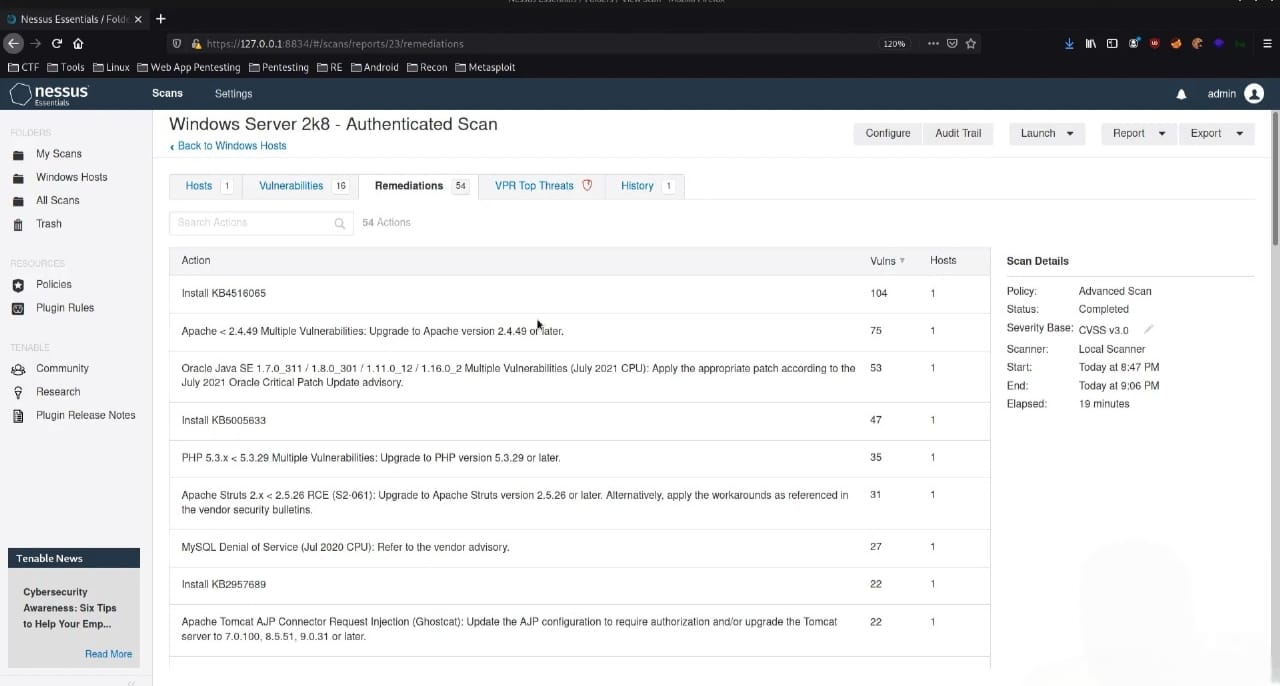 Nessus Essentials / Folders / View Scan - Mozilla Firefox
Nessus Essentials / Folde
https://127.0.0.1:8834/#/scans/reports/23/remediations
120%
CTF Tools Linux Web App Pentesting Pentesting RE Android Recon Metasploit
nessus
Essentials
Scans Settings
admin
FOLDERS
My Scans
Windows Hosts
All Scans
Trash
RESOURCES
Policies
Plugin Rules
TENABLE
Community
Research
Plugin Release Notes
Tenable News
Cybersecurity
Awareness: Six Tips
to Help Your Emp...
Read More
Windows Server 2k8 - Authenticated Scan
‹ Back to Windows Hosts
Configure Audit Trail Launch Report Export
Hosts 1 Vulnerabilities 16 Remediations 54 VPR Top Threats History 1
Search Actions 54 Actions
Action Vulns Hosts
Install KB4516065 104 1
Apache < 2.4.49 Multiple Vulnerabilities: Upgrade to Apache version 2.4.49 or later. 75 1
Oracle Java SE 1.7.0_311 / 1.8.0_301 / 1.11.0_12 / 1.16.0_2 Multiple Vulnerabilities (July 2021 CPU): Apply the appropriate patch according to the 53 1
July 2021 Oracle Critical Patch Update advisory.
Install KB5005633 47 1
PHP 5.3.x < 5.3.29 Multiple Vulnerabilities: Upgrade to PHP version 5.3.29 or later. 35 1
Apache Struts 2.x < 2.5.26 RCE (S2-061): Upgrade to Apache Struts version 2.5.26 or later. Alternatively, apply the workarounds as referenced in 31 1
the vendor security bulletins.
MySQL Denial of Service (Jul 2020 CPU): Refer to the vendor advisory. 27 1
Install KB2957689 22 1
Apache Tomcat AJP Connector Request Injection (Ghostcat): Update the AJP configuration to require authorization and/or upgrade the Tomcat 22 1
server to 7.0.100, 8.5.51, 9.0.31 or later.
Scan Details
Policy: Advanced Scan
Status: Completed
Severity Base: CVSS v3.0
Scanner: Local Scanner
Start: Today at 8:47 PM
End: Today at 9:06 PM
Elapsed: 19 minutes